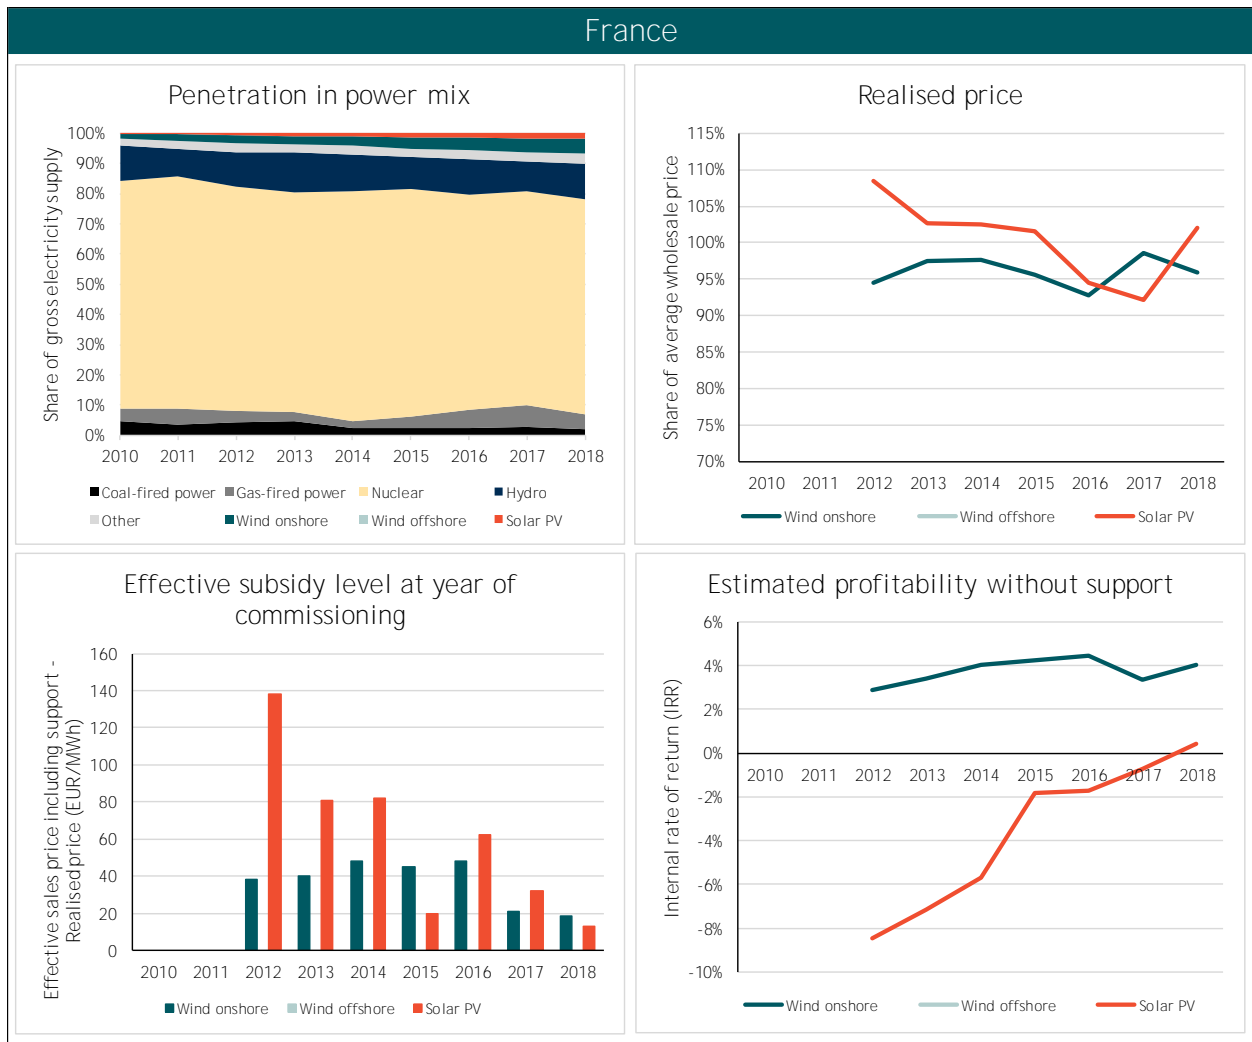 France
Penetration in power mix
Share of gross electricity supply
100%
90%
80%
70%
60%
50%
40%
30%
20%
10%
0%
2010 2011 2012 2013 2014 2015 2016 2017 2018
Coal-fired power Gas-fired power Nuclear Hydro
Other Wind onshore Wind offshore Solar PV
Realised price
Share of average wholesale price
115%
110%
105%
100%
95%
90%
85%
80%
75%
70%
2010 2011 2012 2013 2014 2015 2016 2017 2018
Wind onshore Wind offshore Solar PV
Effective subsidy level at year of
commissioning
Effective sales price including support -
Realised price (EUR/MWh)
160
140
120
100
80
60
40
20
0
2010 2011 2012 2013 2014 2015 2016 2017 2018
Wind onshore Wind offshore Solar PV
Estimated profitability without support
Internal rate of return (IRR)
6%
4%
2%
0%
-2%
-4%
-6%
-8%
-10%
2010 2011 2012 2013 2014 2015 2016 2017 2018
Wind onshore Wind offshore Solar PV